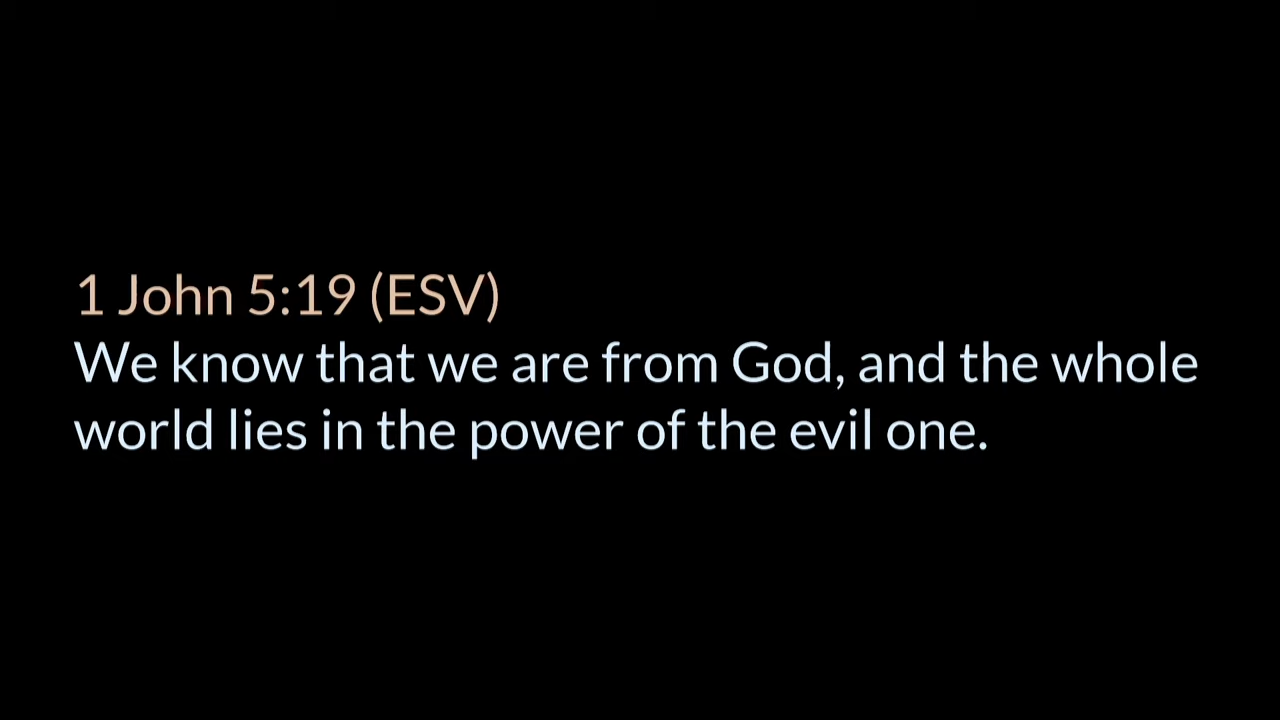 1 John 5:19 (ESV)
We know that we are from God, and the whole
world lies in the power of the evil one.